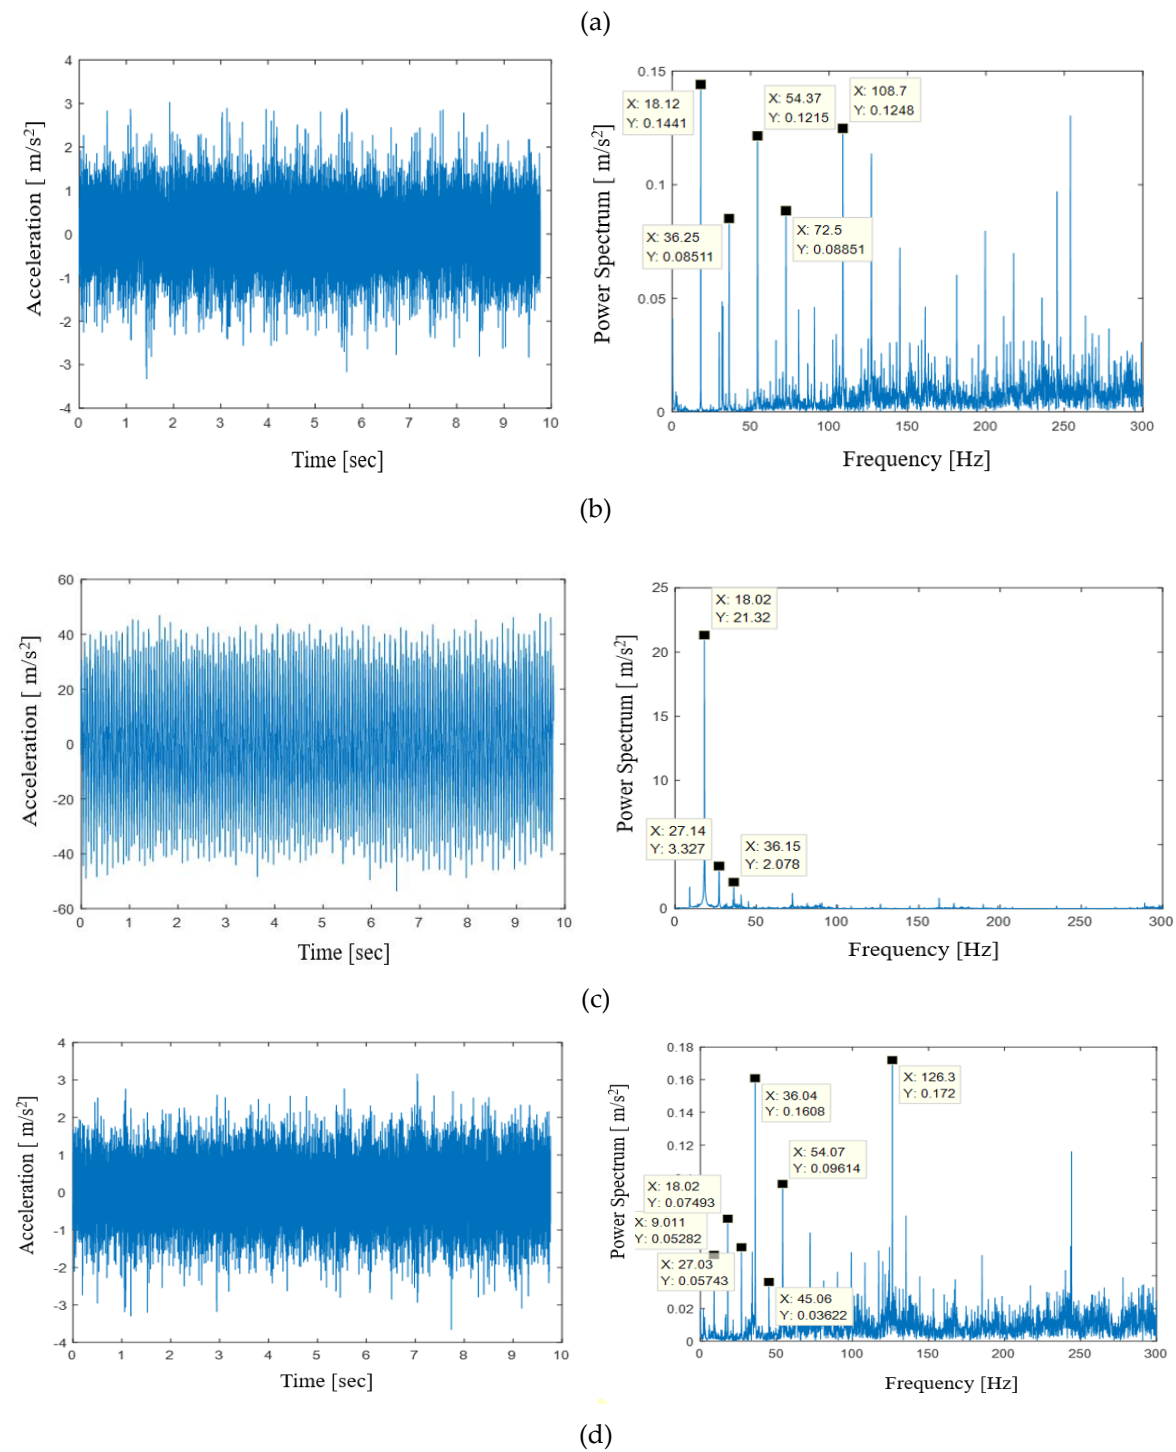 (a)
4
3
2
1
0
-1
-2
-3
-4
0 1 2 3 4 5 6 7 8 9 10
Acceleration [ m/s²]
Time [sec]
0.15
0.1
0.05
0
0 50 100 150 200 250 300
Power Spectrum [ m/s²]
Frequency [Hz]
X: 18.12
Y: 0.1441
X: 36.25
Y: 0.08511
X: 54.37
Y: 0.1215
X: 72.5
Y: 0.08851
X: 108.7
Y: 0.1248
(b)
60
40
20
0
-20
-40
-60
0 1 2 3 4 5 6 7 8 9 10
Acceleration [ m/s²]
Time [sec]
25
20
15
10
5
0
0 50 100 150 200 250 300
Power Spectrum [ m/s²]
Frequency [Hz]
X: 18.02
Y: 21.32
X: 27.14
Y: 3.327
X: 36.15
Y: 2.078
(c)
4
3
2
1
0
-1
-2
-3
-4
0 1 2 3 4 5 6 7 8 9 10
Acceleration [ m/s²]
Time [sec]
0.18
0.16
0.14
0.12
0.02
0
0 50 100 150 200 250 300
Power Spectrum [ m/s²]
Frequency [Hz]
X: 126.3
Y: 0.172
X: 36.04
Y: 0.1608
X: 54.07
Y: 0.09614
X: 18.02
Y: 0.07493
X: 9.011
Y: 0.05282
X: 27.03
Y: 0.05743
X: 45.06
Y: 0.03622
(d)